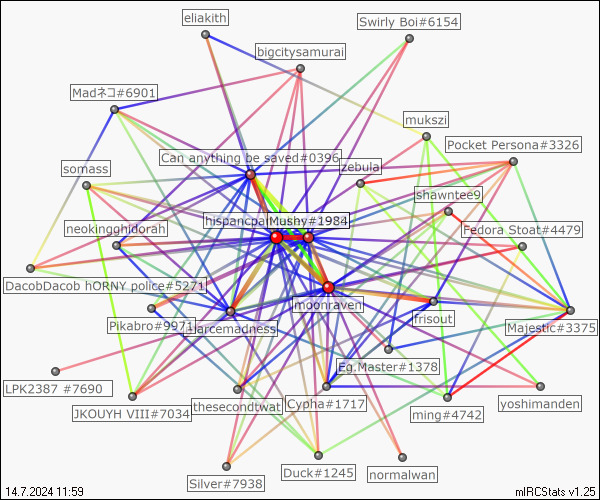 eliakith
Swirly Boi#6154
bigcitysamurai
Madネコ#6901
mukszi
Pocket Persona#3326
Can anything be saved#0396
zebula
somass
shawntee9
hispancpa
Mushy#1984
neokingghidorah
Fedora Stoat#4479
DacobDacob hORNY police#5271
moonraven
Pikabro#9971
larcemadness
frisout
Majestic#3375
Eg.Master#1378
LPK2387 #7690
JKOUYH VIII#7034
thesecondtwat
Cypha#1717
ming#4742
yoshimanden
Silver#7938
Duck#1245
normalwan
14.7.2024 11:59
mIRCStats v1.25